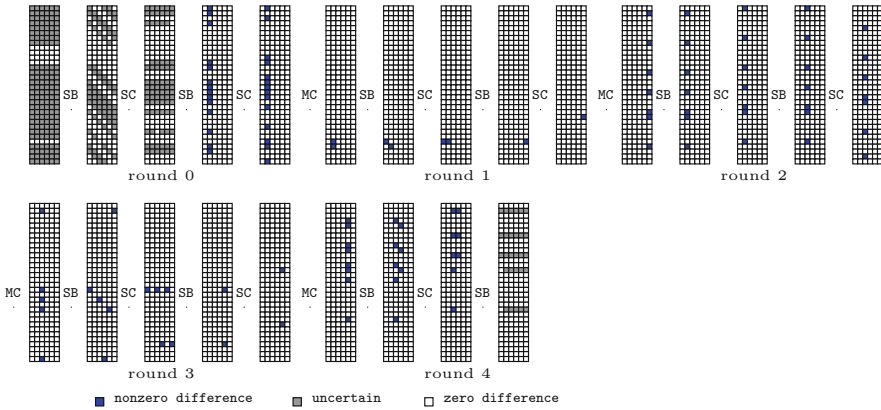 SB SC SB SC MC SB SC SB SC MC SB SC SB SC
round 0 round 1 round 2
MC SB SC SB SC MC SB SC SB
round 3 round 4
nonzero difference uncertain zero difference